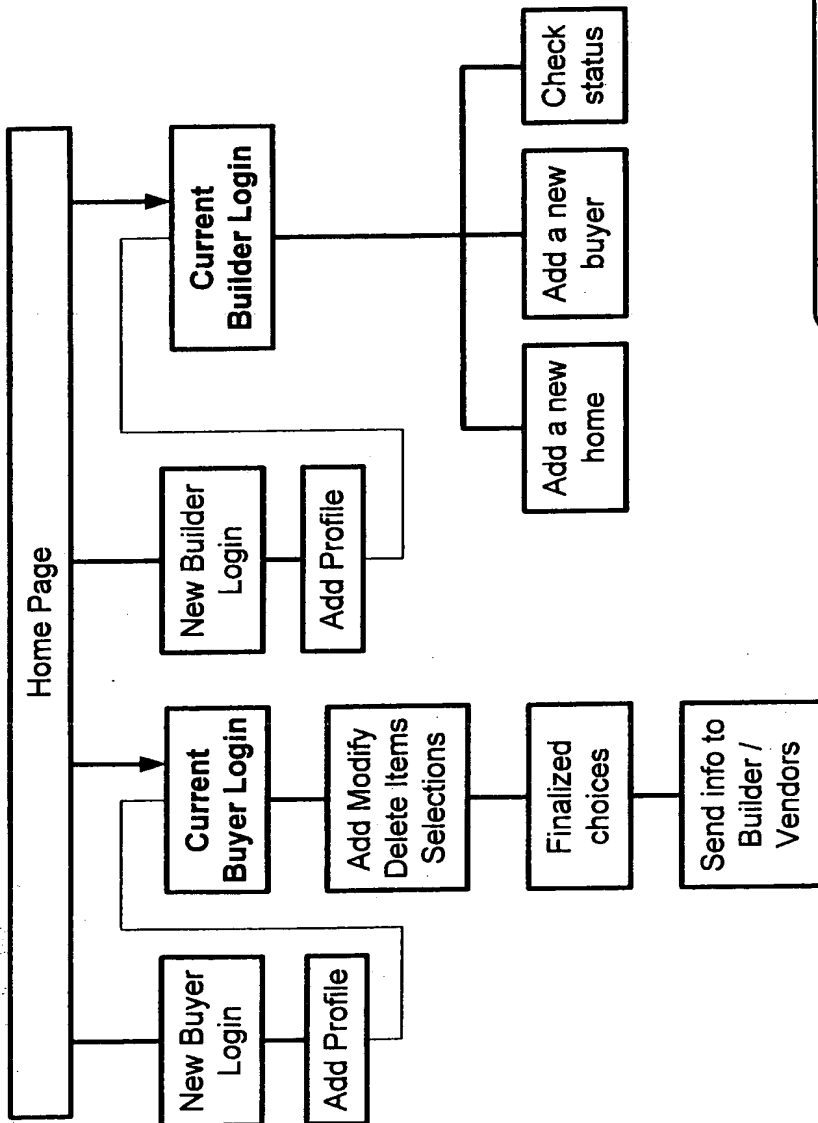 Home Page
New Buyer
Login
Add Profile
Current
Buyer Login
Add Modify
Delete Items
Selections
Finalized
choices
Send info to
Builder /
Vendors
New Builder
Login
Add Profile
Current
Builder Login
Add a new
home
Add a new
buyer
Check
status